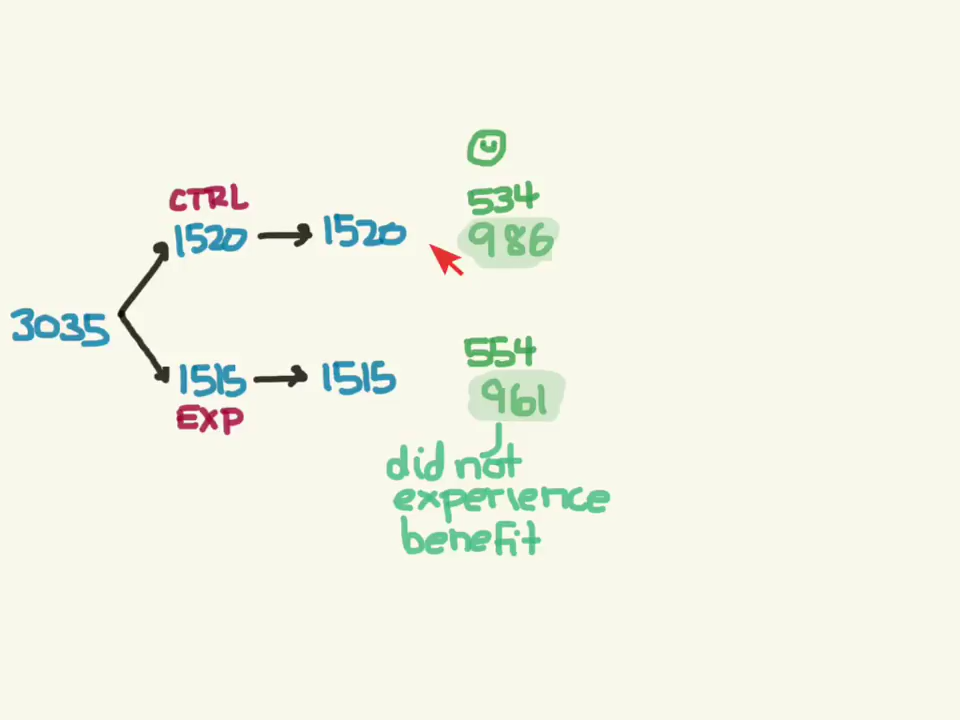 534
CTRL
1520 1520 986
3035
554
1515 1515 961
EXP
did not
experience
benefit